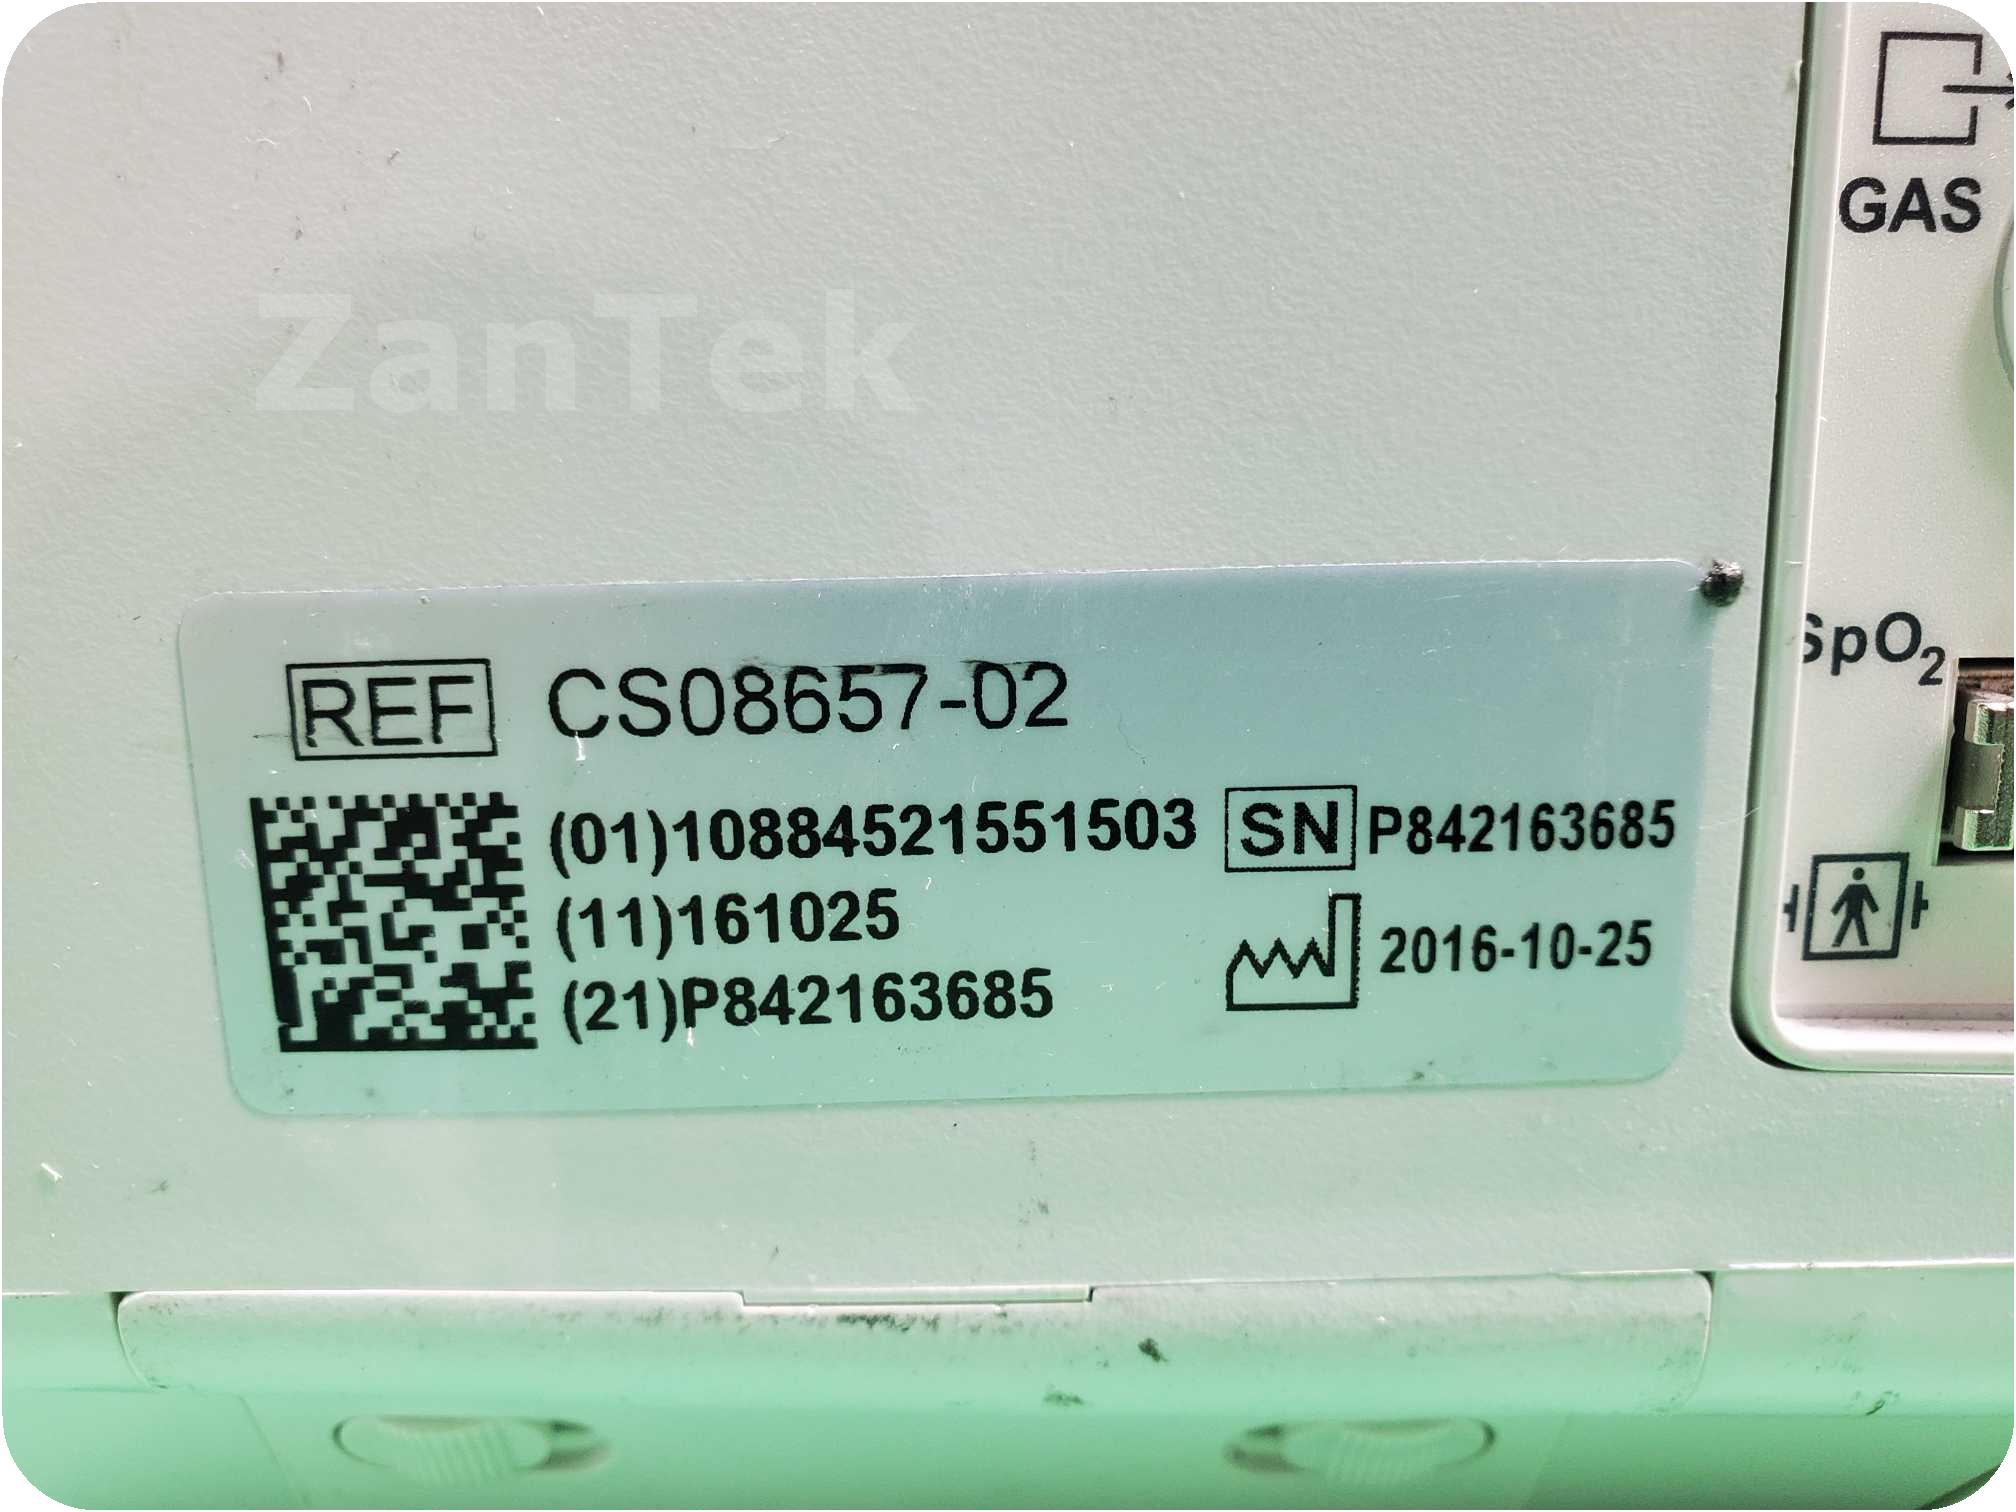 GAS
ZanTek
SpO2
REF CS08657-02
(01)10884521551503
(11)161025
(21)P842163685
SN P842163685
2016-10-25